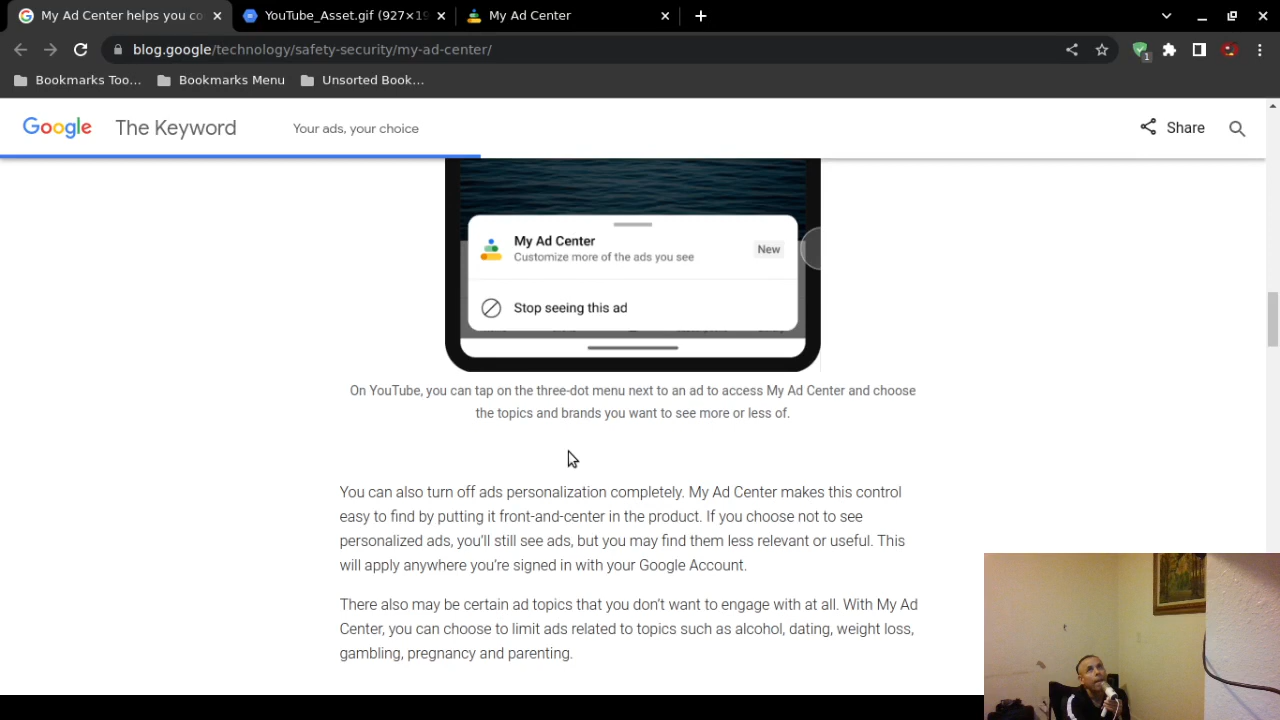 My Ad Center helps you co
YouTube_Asset.gif (927×19
My Ad Center
blog.google/technology/safety-security/my-ad-center/
1
Bookmarks Too…
Bookmarks Menu
Unsorted Book…
Google The Keyword
Your ads, your choice
Share
My Ad Center
Customize more of the ads you see
New
Stop seeing this ad
On YouTube, you can tap on the three-dot menu next to an ad to access My Ad Center and choose
the topics and brands you want to see more or less of.
You can also turn off ads personalization completely. My Ad Center makes this control
easy to find by putting it front-and-center in the product. If you choose not to see
personalized ads, you’ll still see ads, but you may find them less relevant or useful. This
will apply anywhere you’re signed in with your Google Account.
There also may be certain ad topics that you don’t want to engage with at all. With My Ad
Center, you can choose to limit ads related to topics such as alcohol, dating, weight loss,
gambling, pregnancy and parenting.